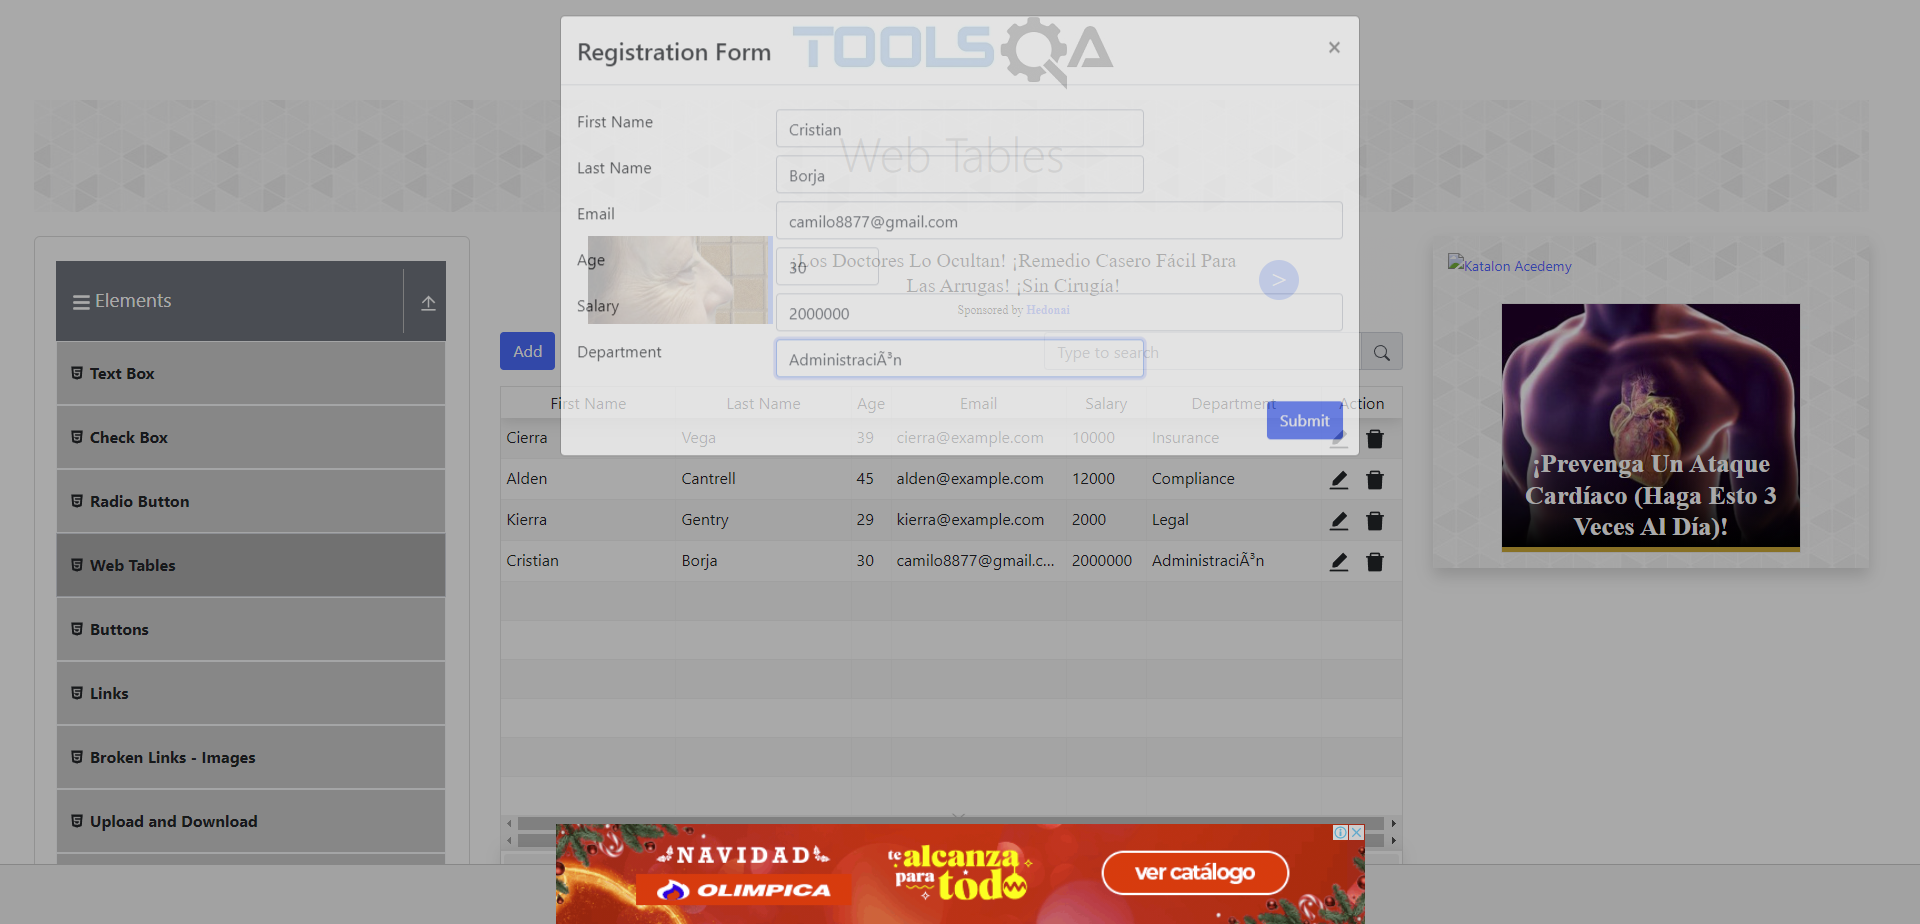 TOOLSQA
Registration Form
×
Web Tables
First Name
Cristian
Last Name
Borja
Email
camilo8877@gmail.com
Age
30
Salary
2000000
Department
AdministraciÃ³n
Submit
¡Los Doctores Lo Ocultan! ¡Remedio Casero Fácil Para
Las Arrugas! ¡Sin Cirugía!
Sponsored by Hedonai
>
Elements
Text Box
Check Box
Radio Button
Web Tables
Buttons
Links
Broken Links - Images
Upload and Download
Add
Type to search
First Name Last Name Age Email Salary Department Action
Cierra Vega 39 cierra@example.com 10000 Insurance
Alden Cantrell 45 alden@example.com 12000 Compliance
Kierra Gentry 29 kierra@example.com 2000 Legal
Cristian Borja 30 camilo8877@gmail.c... 2000000 AdministraciÃ³n
Katalon Acedemy
¡Prevenga Un Ataque
Cardíaco (Haga Esto 3
Veces Al Día)!
NAVIDAD
OLIMPICA
te alcanza
para todo
ver catálogo